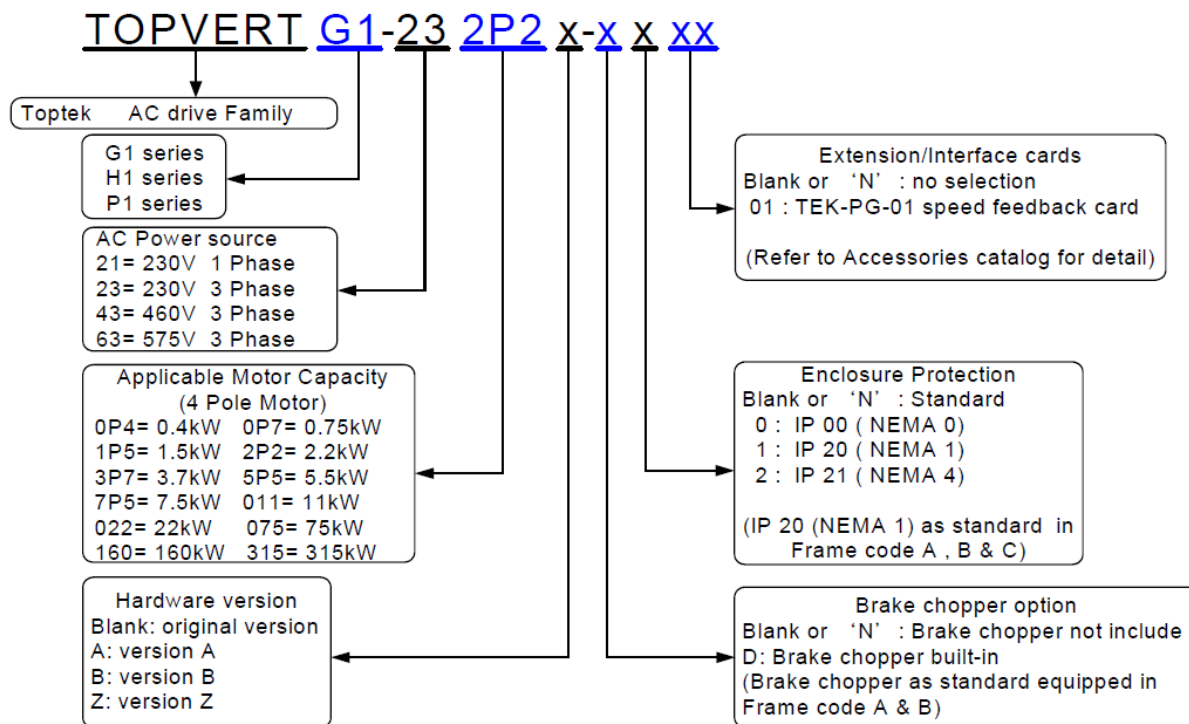 TOPVERT G1-23 2P2 x-x x xx
Toptek AC drive Family
G1 series
H1 series
P1 series
AC Power source
21= 230V 1 Phase
23= 230V 3 Phase
43= 460V 3 Phase
63= 575V 3 Phase
Applicable Motor Capacity
(4 Pole Motor)
0P4= 0.4kW 0P7= 0.75kW
1P5= 1.5kW 2P2= 2.2kW
3P7= 3.7kW 5P5= 5.5kW
7P5= 7.5kW 011= 11kW
022= 22kW 075= 75kW
160= 160kW 315= 315kW
Hardware version
Blank: original version
A: version A
B: version B
Z: version Z
Extension/Interface cards
Blank or ‘N’ : no selection
01 : TEK-PG-01 speed feedback card
(Refer to Accessories catalog for detail)
Enclosure Protection
Blank or ‘N’ : Standard
0 : IP 00 ( NEMA 0)
1 : IP 20 ( NEMA 1)
2 : IP 21 ( NEMA 4)
(IP 20 (NEMA 1) as standard in
Frame code A , B & C)
Brake chopper option
Blank or ‘N’ : Brake chopper not include
D: Brake chopper built-in
(Brake chopper as standard equipped in
Frame code A & B)